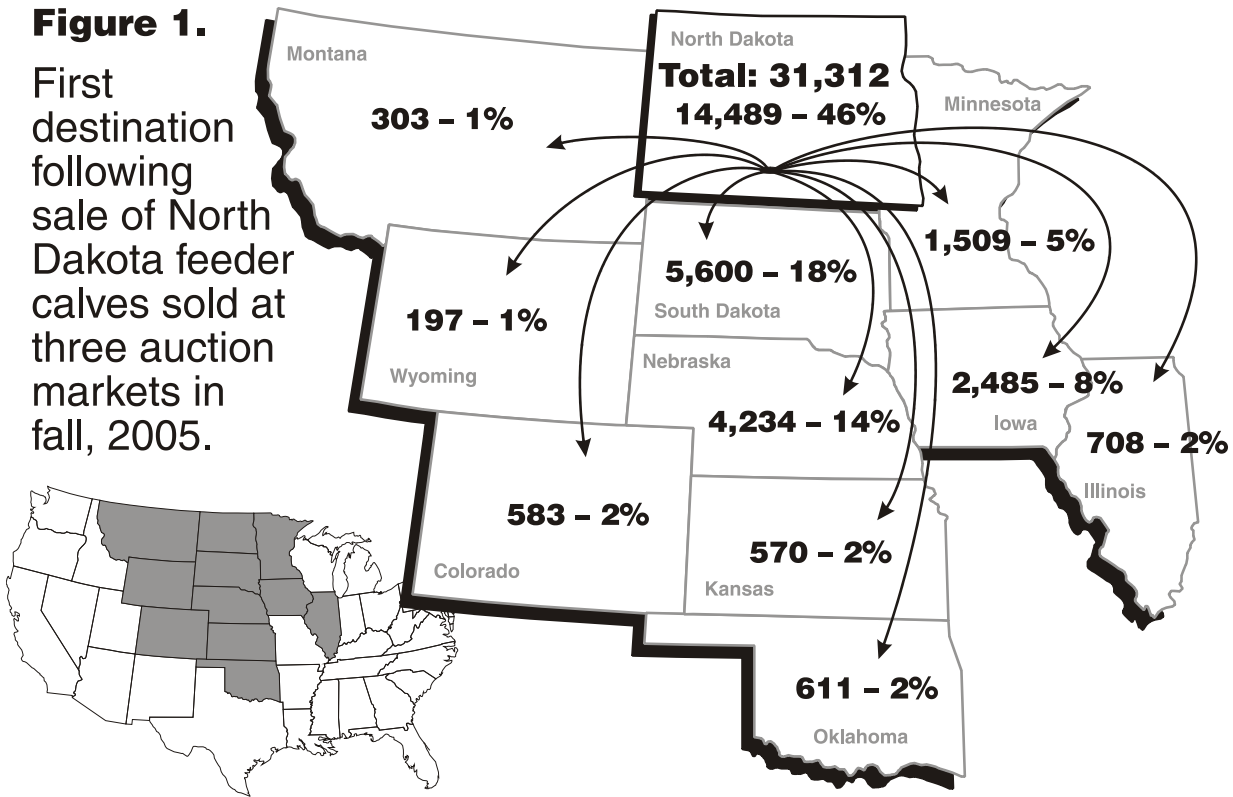 Figure 1.
First
destination
following
sale of North
Dakota feeder
calves sold at
three auction
markets in
fall, 2005.
Montana
303 – 1%
North Dakota
Total: 31,312
14,489 – 46%
Minnesota
1,509 – 5%
5,600 – 18%
South Dakota
197 – 1%
Wyoming
Nebraska
4,234 – 14%
2,485 – 8%
Iowa
708 – 2%
Illinois
583 – 2%
Colorado
570 – 2%
Kansas
611 – 2%
Oklahoma